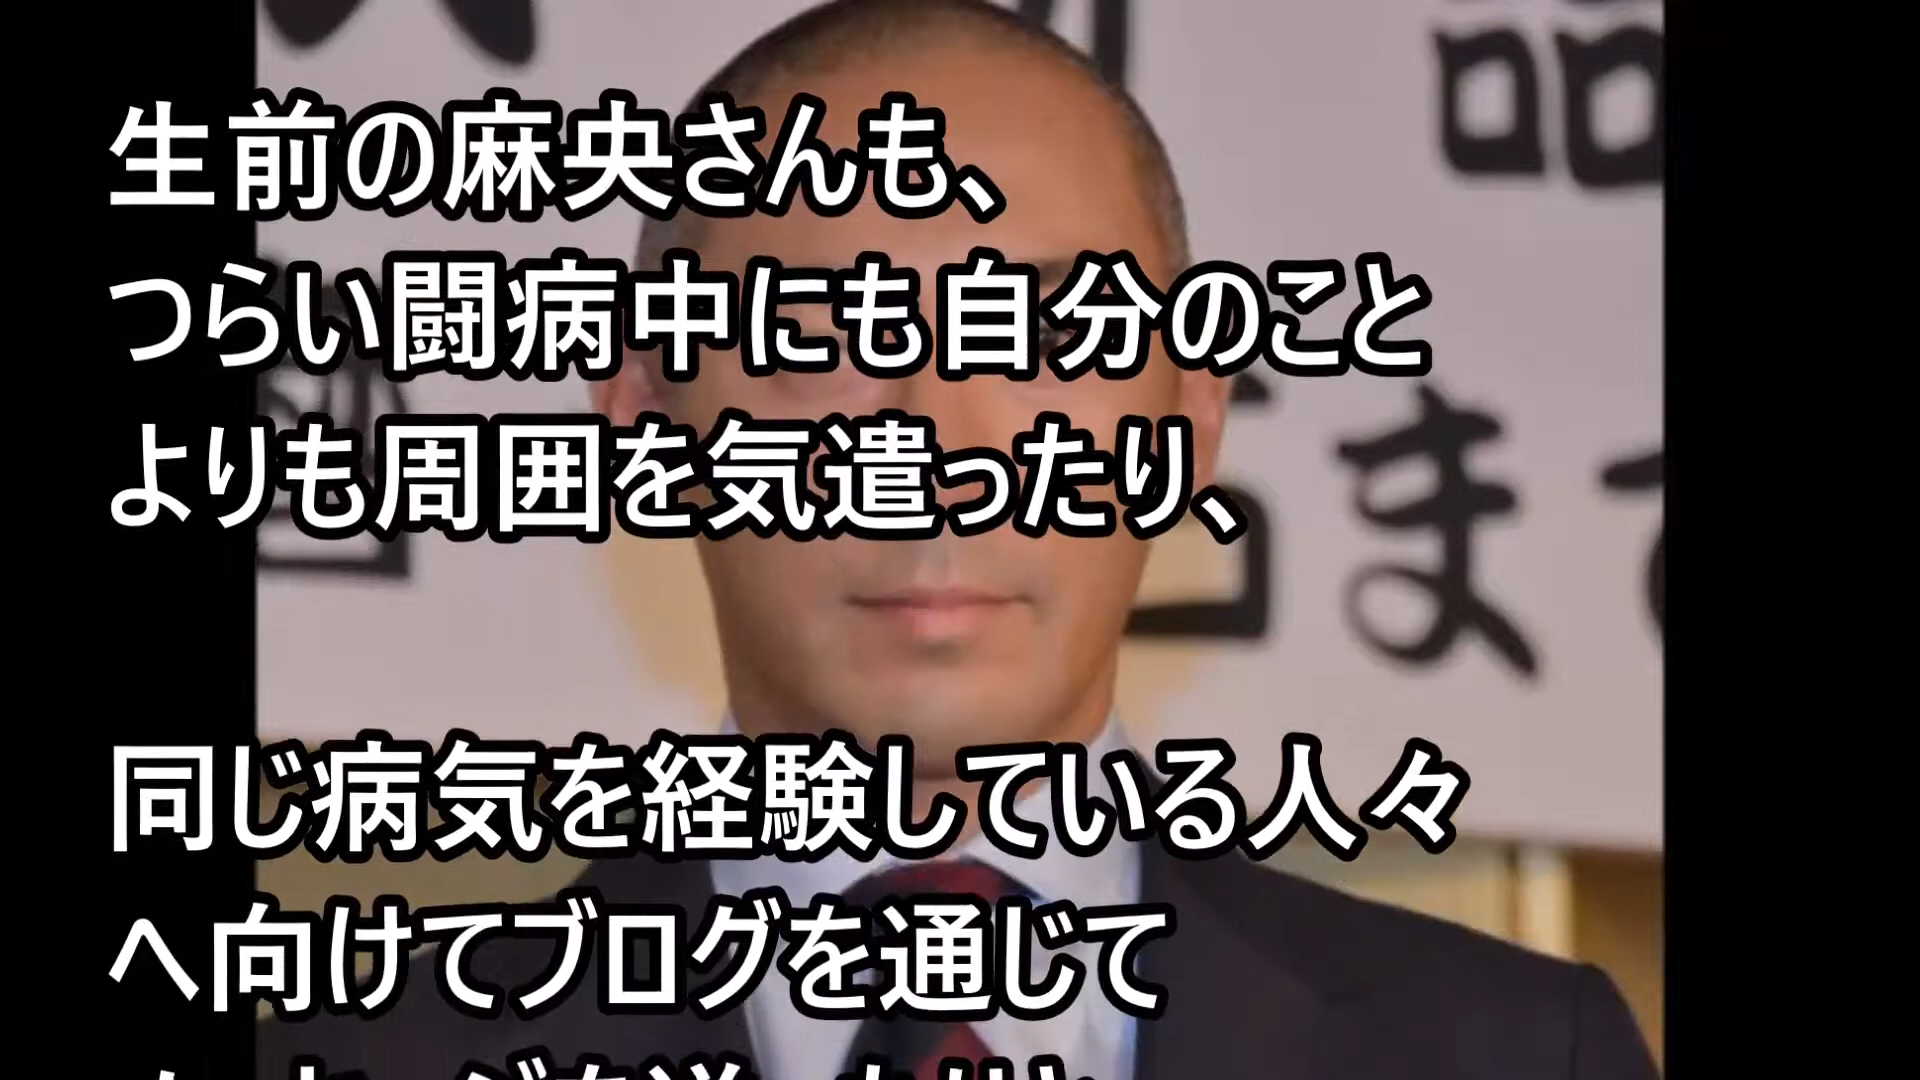 生前の麻央さんも、
つらい闘病中にも自分のこと
よりも周囲を気遣ったり、
同じ病気を経験している人々
へ向けてブログを通じて
品
ま